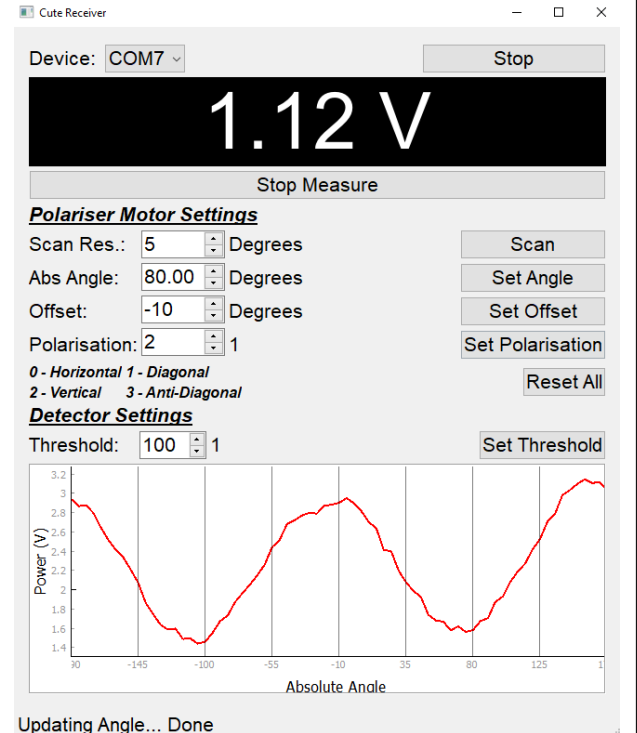 Cute Receiver
Device: COM7 Stop
1.12 V
Stop Measure
Polariser Motor Settings
Scan Res.: 5 Degrees Scan
Abs Angle: 80.00 Degrees Set Angle
Offset: -10 Degrees Set Offset
Polarisation: 2 1 Set Polarisation
0 - Horizontal 1 - Diagonal
2 - Vertical 3 - Anti-Diagonal
Reset All
Detector Settings
Threshold: 100 1 Set Threshold
3.2
3
2.8
2.6
2.4
2.2
2
1.8
1.6
1.4
Power (V)
90 -145 -100 -55 -10 35 80 125 1
Absolute Angle
Updating Angle... Done